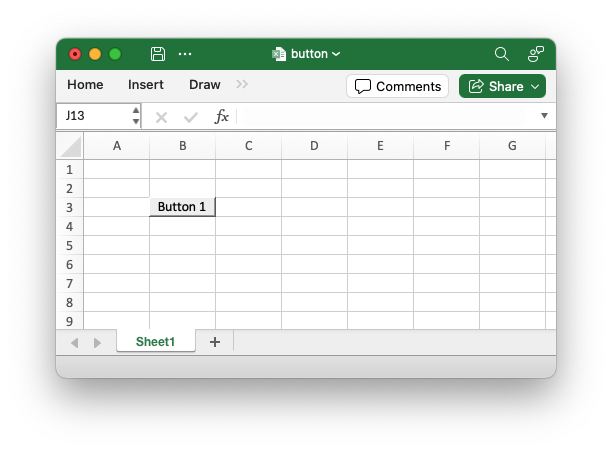 button
Home Insert Draw >> Comments Share
J13 fx
A B C D E F G
1
2
3 Button 1
4
5
6
7
8
9
Sheet1 +